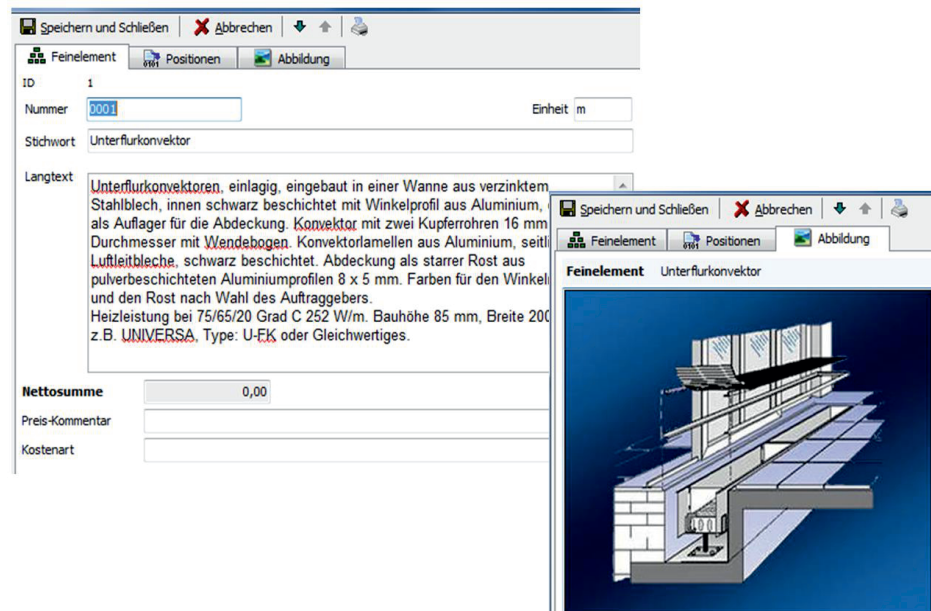 Speichern und Schließen Abbrechen
Feinelement Positionen Abbildung
ID 1
Nummer 0001 Einheit m
Stichwort Unterflurkonvektor
Langtext
Unterflurkonvektoren, einlagig, eingebaut in einer Wanne aus verzinktem
Stahlblech, innen schwarz beschichtet mit Winkelprofil aus Aluminium,
als Auflager für die Abdeckung. Konvektor mit zwei Kupferrohren 16 mm
Durchmesser mit Wendebogen. Konvektorlamellen aus Aluminium, seitli
Luftleitbleche, schwarz beschichtet. Abdeckung als starrer Rost aus
pulverbeschichteten Aluminiumprofilen 8 x 5 mm. Farben für den Winkel
und den Rost nach Wahl des Auftraggebers.
Heizleistung bei 75/65/20 Grad C 252 W/m. Bauhöhe 85 mm, Breite 200
z.B. UNIVERSA, Type: U-FK oder Gleichwertiges.
Nettosumme 0,00
Preis-Kommentar
Kostenart
Speichern und Schließen Abbrechen
Feinelement Positionen Abbildung
Feinelement Unterflurkonvektor